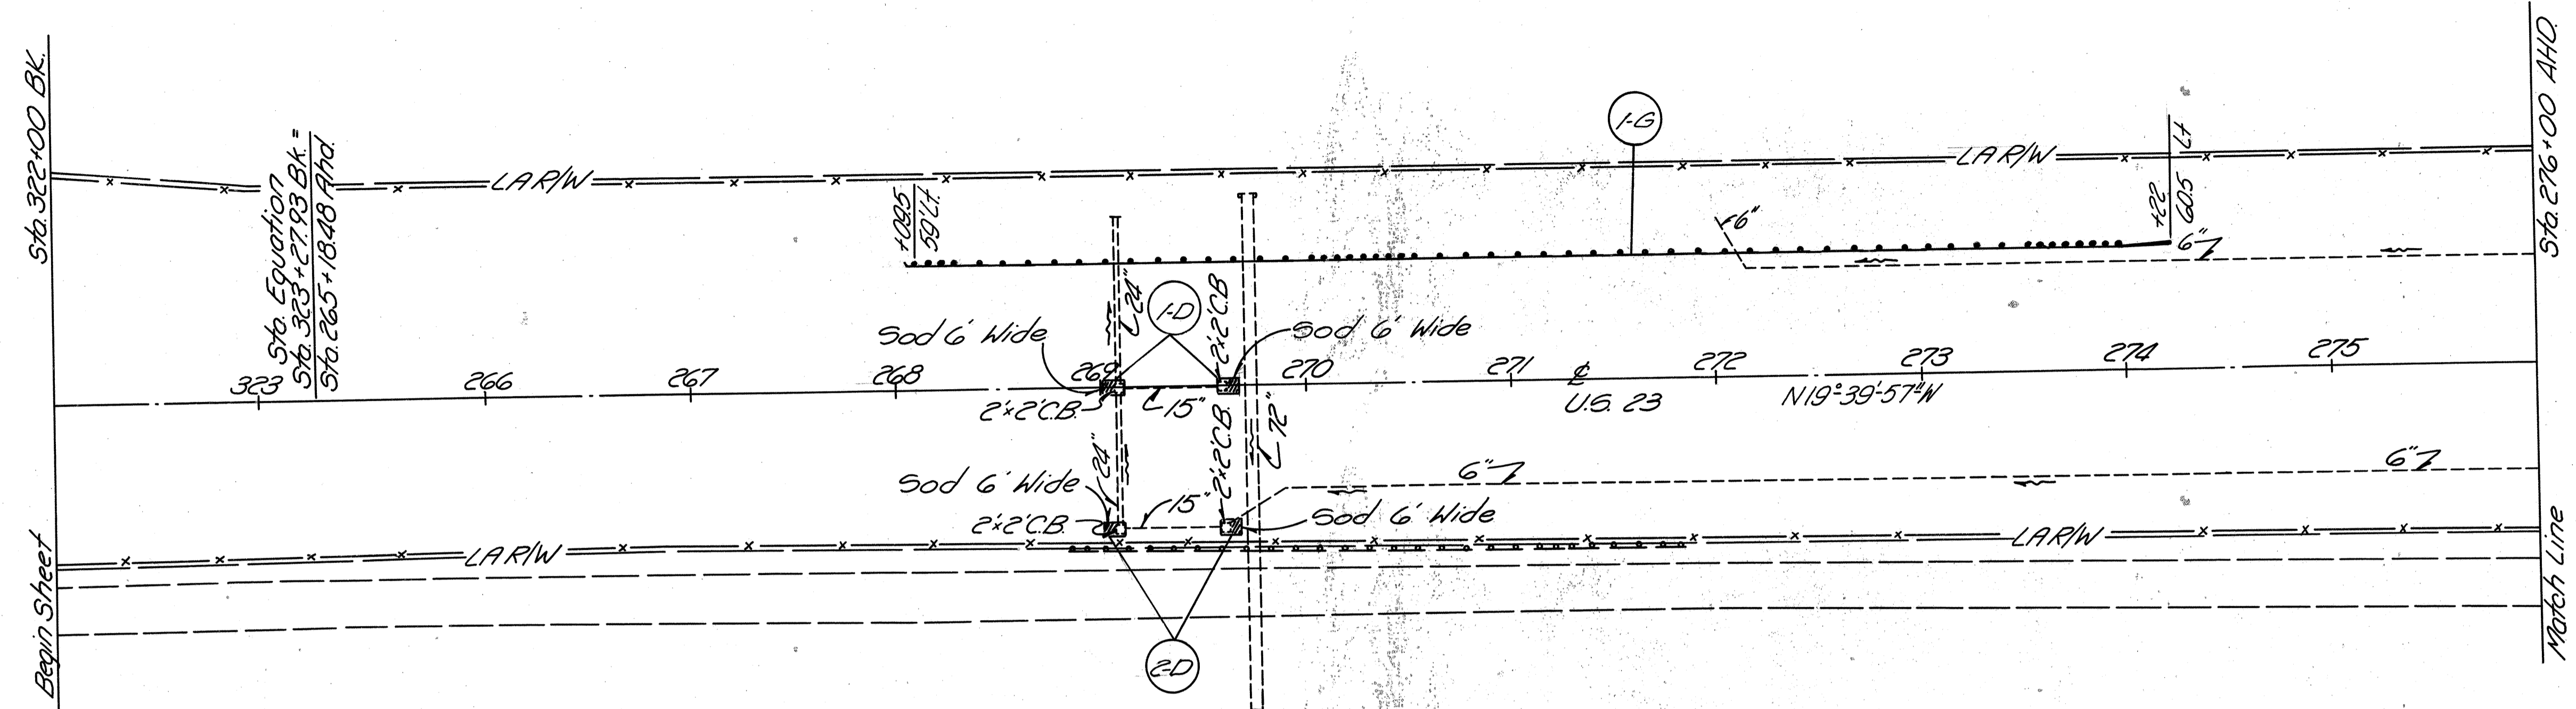 Sta. 322+00 BK.
Begin Sheet
Sta. Equation
Sta. 323+27.93 Bk. =
Sta. 265+18.48 Ahd.
LA R/W
LA R/W
+09.5
59' Lt.
1-G
6"
+22
60.5 Lt
6"
Sta. 276+00 AHD.
Match Line
24"
1-D
2'x2' C.B.
Sod 6' Wide
Sod 6' Wide
323
266
267
268
269
270
271
272
273
274
275
2'x2' C.B.
15"
℄
U.S. 23
N19°-39'-57"-W
24"
2'x2' C.B.
72"
Sod 6' Wide
15"
6"
6"
2'x2' C.B.
Sod 6' Wide
LA R/W
LA R/W
2-D